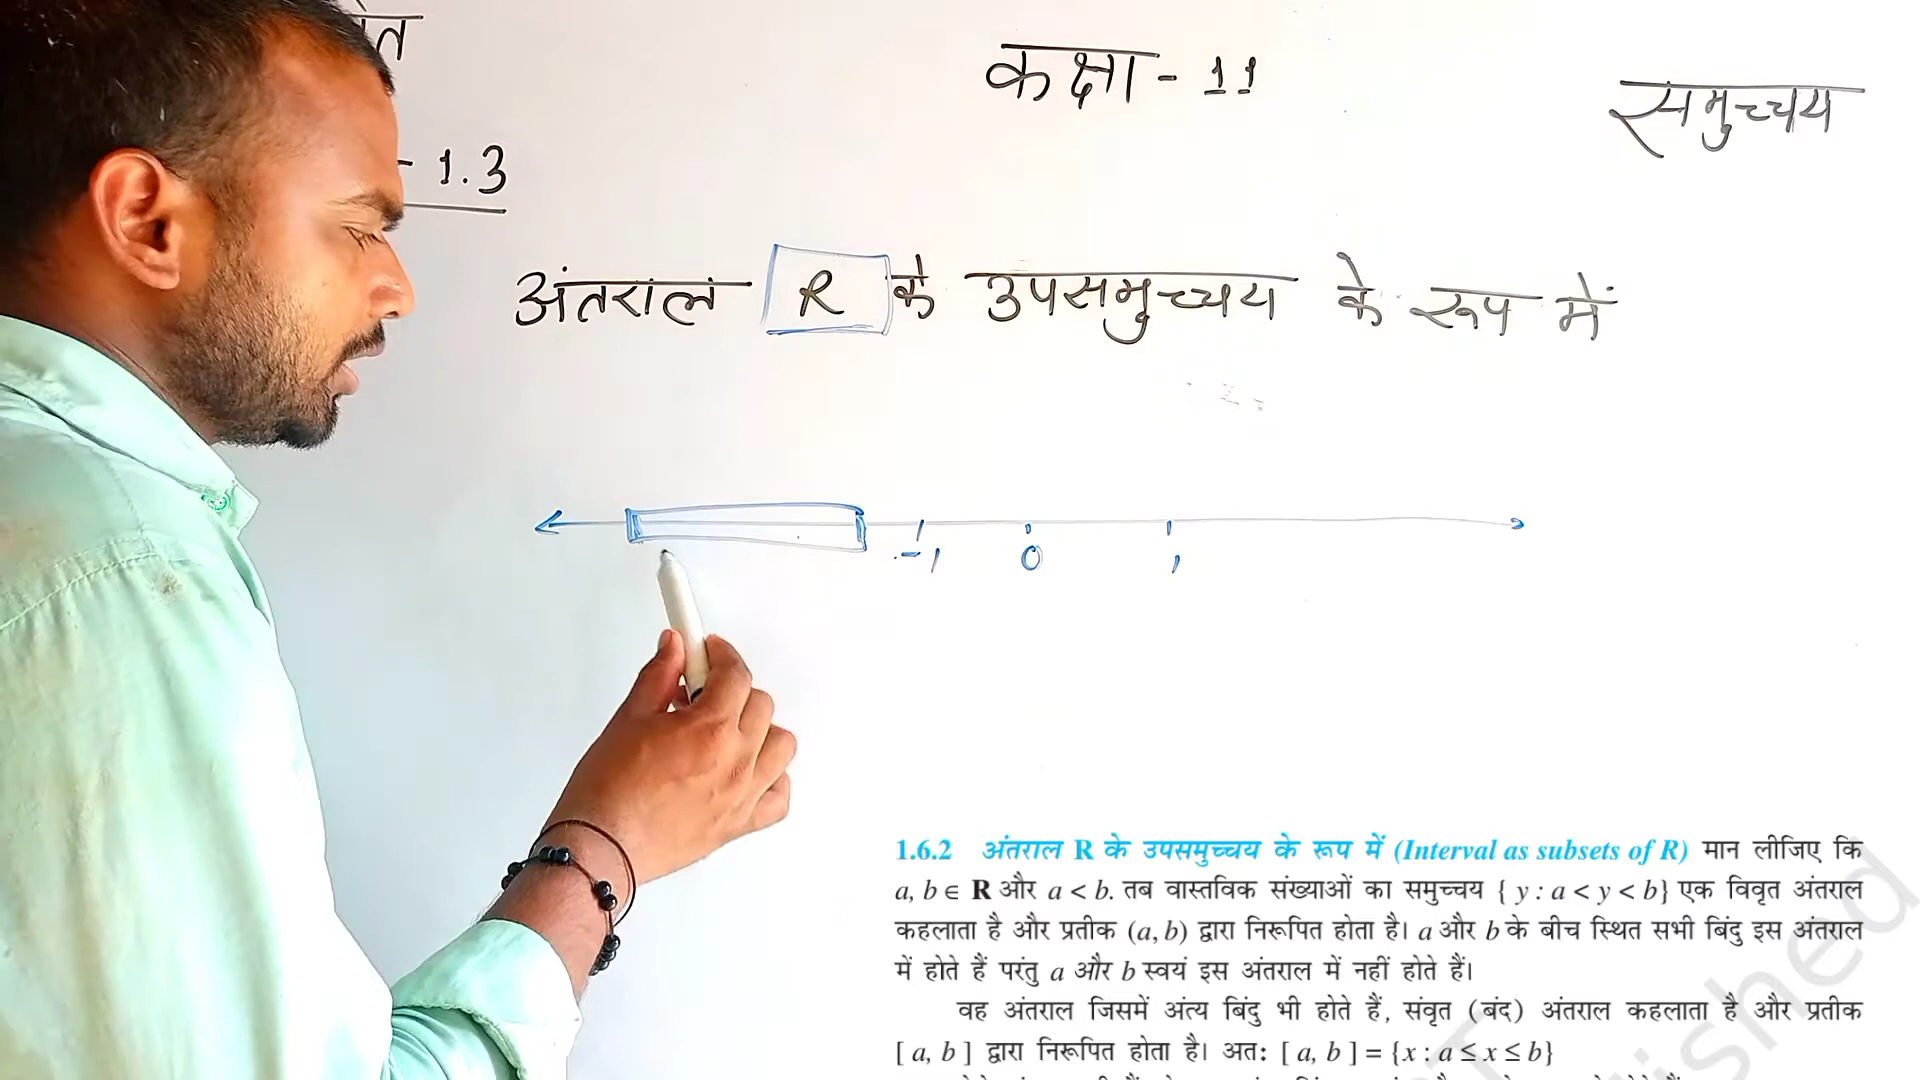 त
कक्षा - 11
समुच्चय
- 1.3
अंतराल R के उपसमुच्चय के रूप में
-1 0 1
1.6.2 अंतराल R के उपसमुच्चय के रूप में (Interval as subsets of R) मान लीजिए कि
a, b ∈ R और a < b. तब वास्तविक संख्याओं का समुच्चय { y : a < y < b} एक विवृत अंतराल
कहलाता है और प्रतीक (a, b) द्वारा निरूपित होता है। a और b के बीच स्थित सभी बिंदु इस अंतराल
में होते हैं परंतु a और b स्वयं इस अंतराल में नहीं होते हैं।
वह अंतराल जिसमें अंत्य बिंदु भी होते हैं, संवृत (बंद) अंतराल कहलाता है और प्रतीक
[ a, b ] द्वारा निरूपित होता है। अत: [ a, b ] = {x : a ≤ x ≤ b}